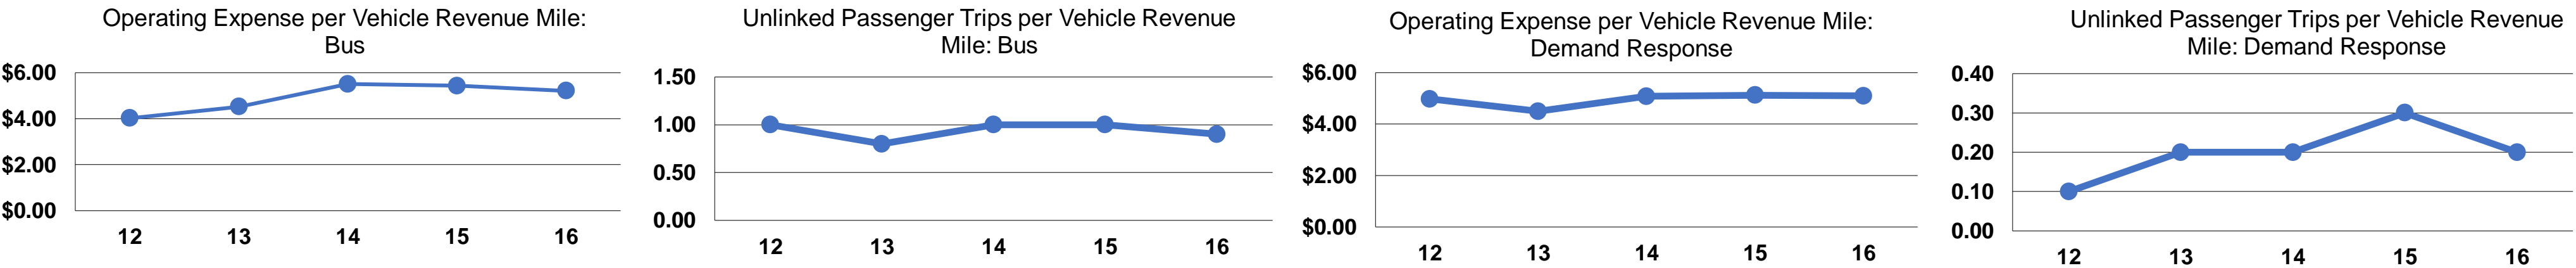 Operating Expense per Vehicle Revenue Mile:
Bus
$6.00
$4.00
$2.00
$0.00
12 13 14 15 16
Unlinked Passenger Trips per Vehicle Revenue
Mile: Bus
1.50
1.00
0.50
0.00
12 13 14 15 16
Operating Expense per Vehicle Revenue Mile:
Demand Response
$6.00
$4.00
$2.00
$0.00
12 13 14 15 16
Unlinked Passenger Trips per Vehicle Revenue
Mile: Demand Response
0.40
0.30
0.20
0.10
0.00
12 13 14 15 16